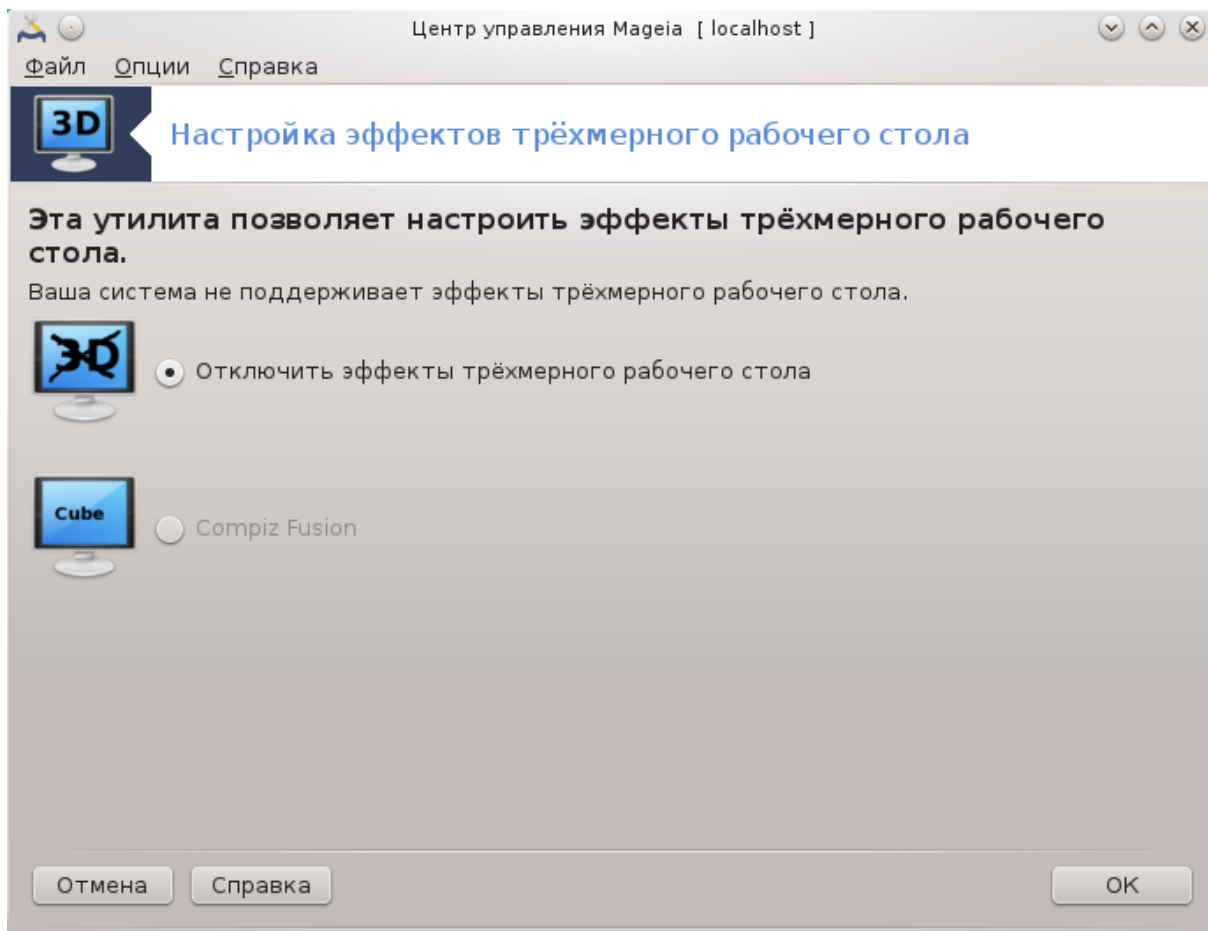 Центр управления Mageia [ localhost ]
Файл Опции Справка
3D
Настройка эффектов трёхмерного рабочего стола
Эта утилита позволяет настроить эффекты трёхмерного рабочего
стола.
Ваша система не поддерживает эффекты трёхмерного рабочего стола.
3D
Отключить эффекты трёхмерного рабочего стола
Cube
Compiz Fusion
Отмена Справка OK